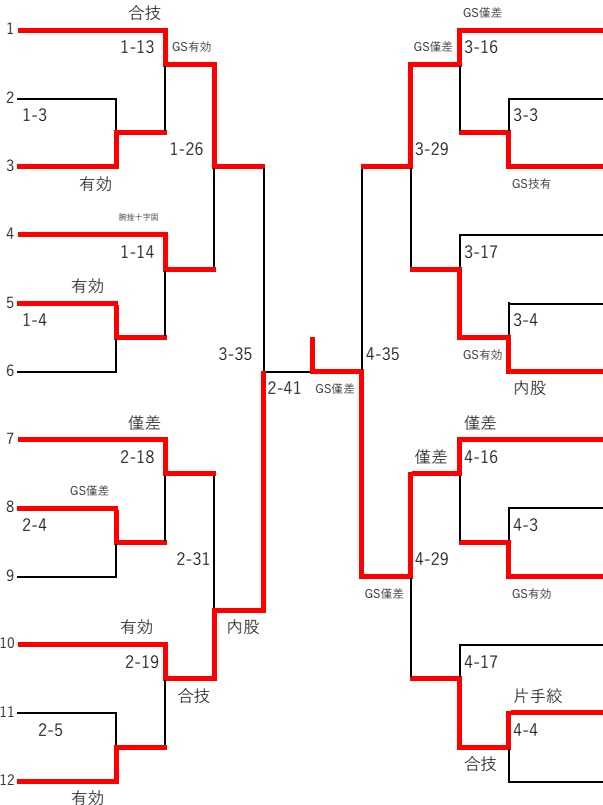 合技
GS僅差
1
1-13
GS有効
GS僅差
3-16
2
1-3
3-3
1-26
3-29
3
有効
GS技有
腕挫十字固
4
1-14
3-17
有効
5
1-4
3-4
3-35
4-35
GS有効
6
2-41
GS僅差
内股
僅差
僅差
7
2-18
僅差
4-16
GS僅差
8
2-4
4-3
2-31
4-29
9
GS僅差
GS有効
有効
内股
10
2-19
4-17
合技
片手絞
11
2-5
4-4
合技
12
有効